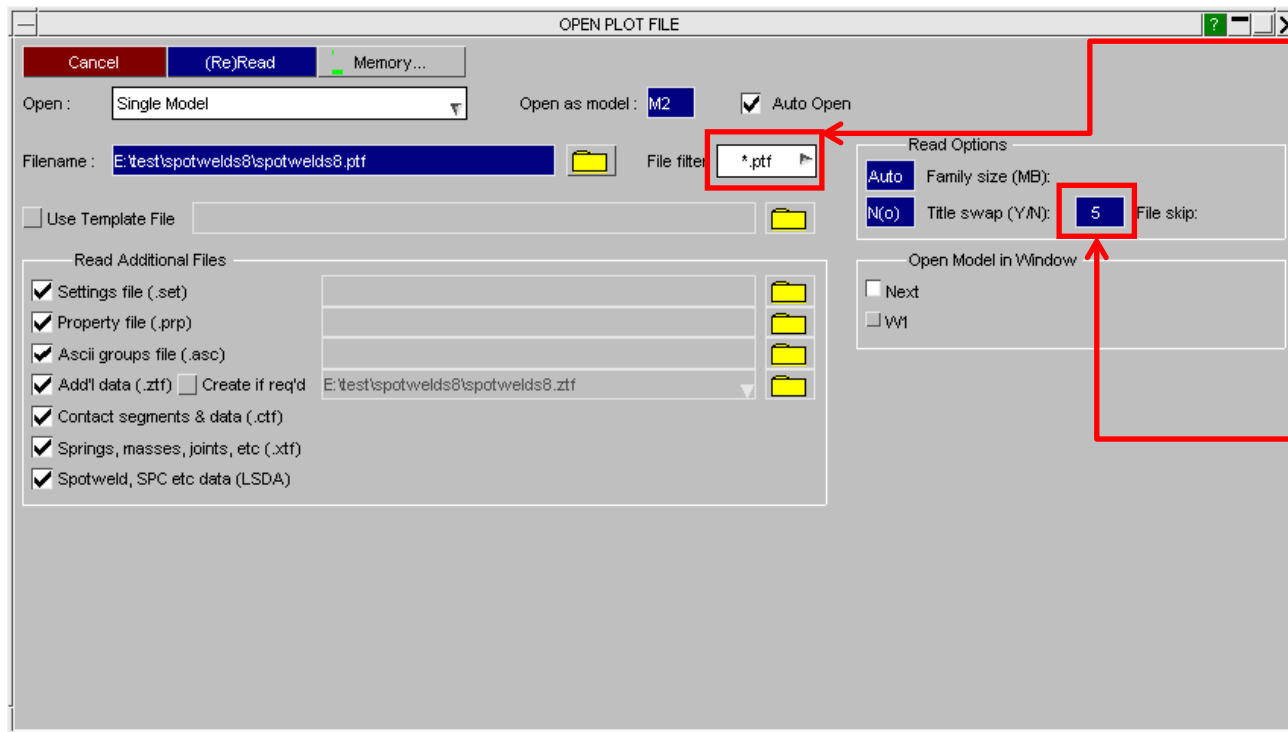 OPEN PLOT FILE ?
Cancel (Re)Read Memory...
Open : Single Model Open as model : M2 Auto Open
Filename : E:\test\spotwelds8\spotwelds8.ptf File filter *.ptf
Read Options
Auto Family size (MB):
Use Template File
N(o) Title swap (Y/N): 5 File skip:
Read Additional Files
Open Model in Window
Settings file (.set)
Next
Property file (.prp)
W1
Ascii groups file (.asc)
Add'l data (.ztf) Create if req'd E:\test\spotwelds8\spotwelds8.ztf
Contact segments & data (.ctf)
Springs, masses, joints, etc (.xtf)
Spotweld, SPC etc data (LSDA)